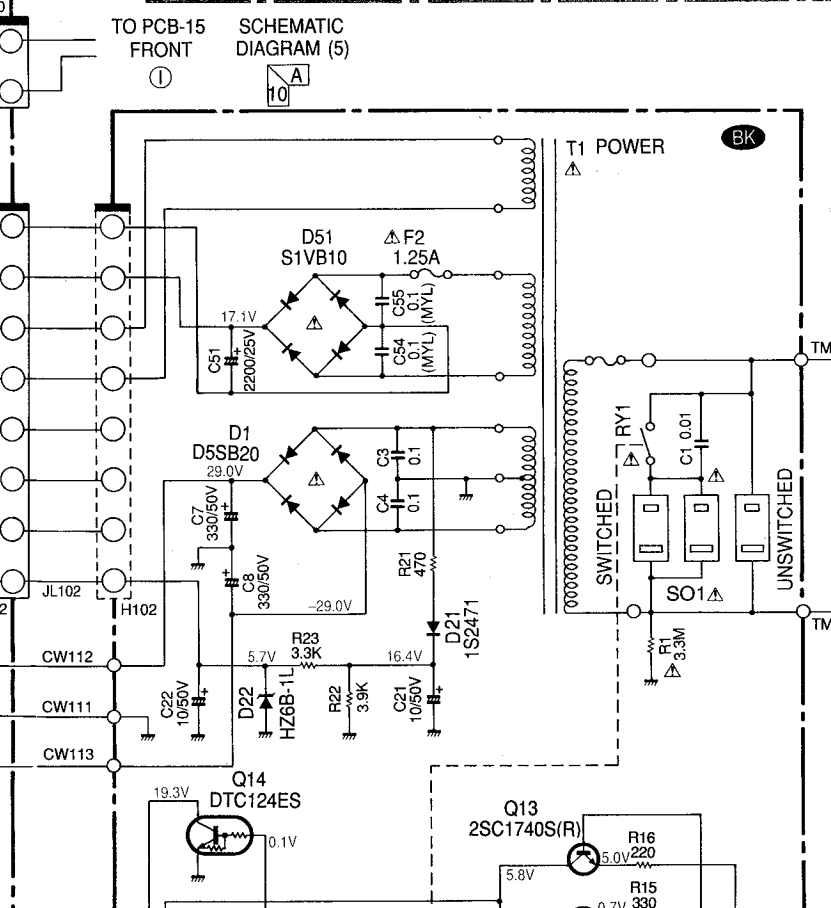 TO PCB-15
FRONT
I
SCHEMATIC
DIAGRAM (5)
A
10
T1 POWER
BK
D51
S1VB10
F2
1.25A
17.1V
C51
2200/25V
C55
0.1
(MYL)
C54
0.1
(MYL)
D1
D5SB20
29.0V
C7
330/50V
C8
330/50V
C3
0.1
C4
0.1
R21
470
-29.0V
D21
1S2471
TM
RY1
C1 0.01
SWITCHED
UNSWITCHED
SO1
R1
3.3M
TM
2
JL102
H102
CW112
CW111
CW113
C22
10/50V
5.7V
D22
HZ6B-1L
R23
3.3K
R22
3.9K
16.4V
C21
10/50V
Q14
DTC124ES
19.3V
0.1V
Q13
2SC1740S(R)
5.8V
5.0V
R16
220
R15
330
0.7V